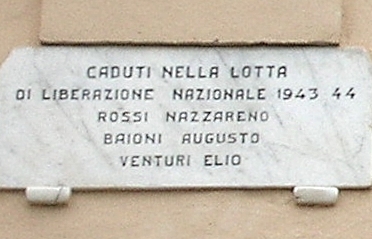 CADUTI NELLA LOTTA
DI LIBERAZIONE NAZIONALE 1943 44
ROSSI NAZZARENO
BAIONI AUGUSTO
VENTURI ELIO